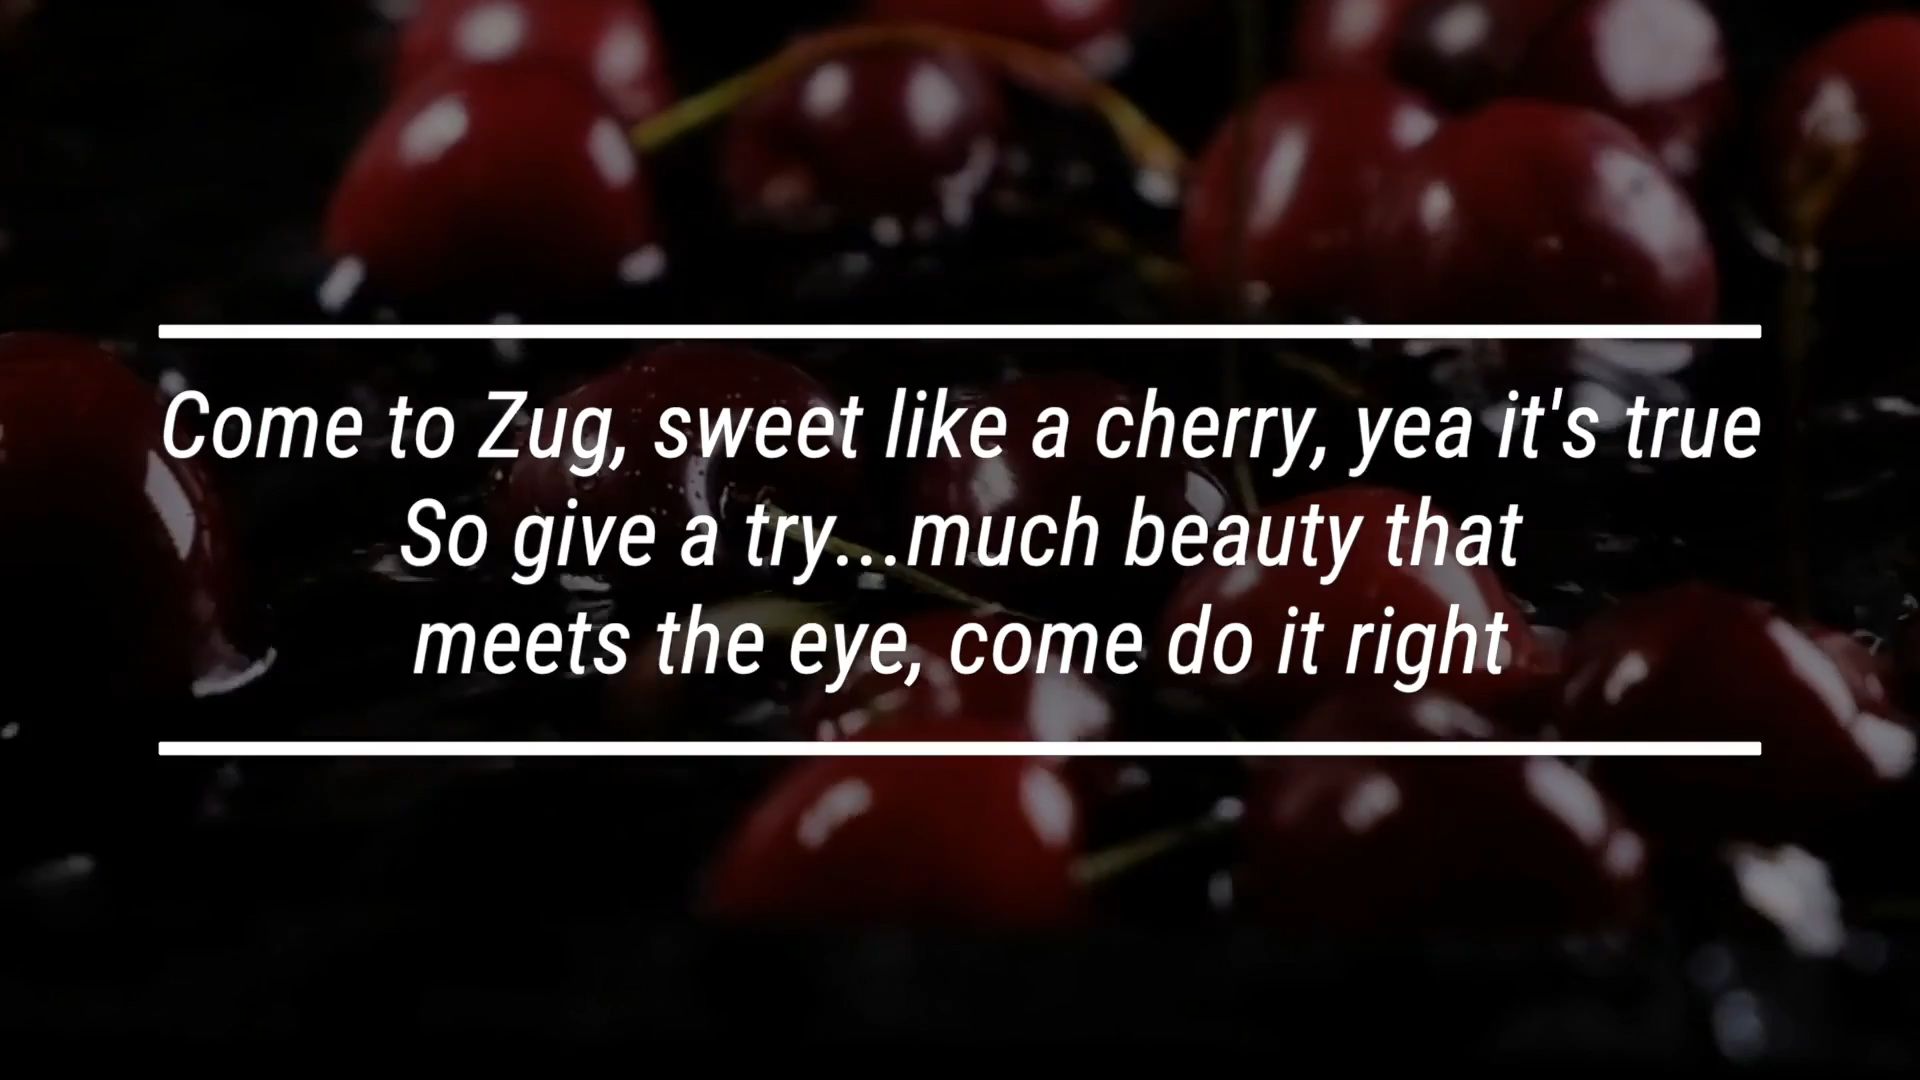 Come to Zug, sweet like a cherry, yea it's true
So give a try...much beauty that
meets the eye, come do it right